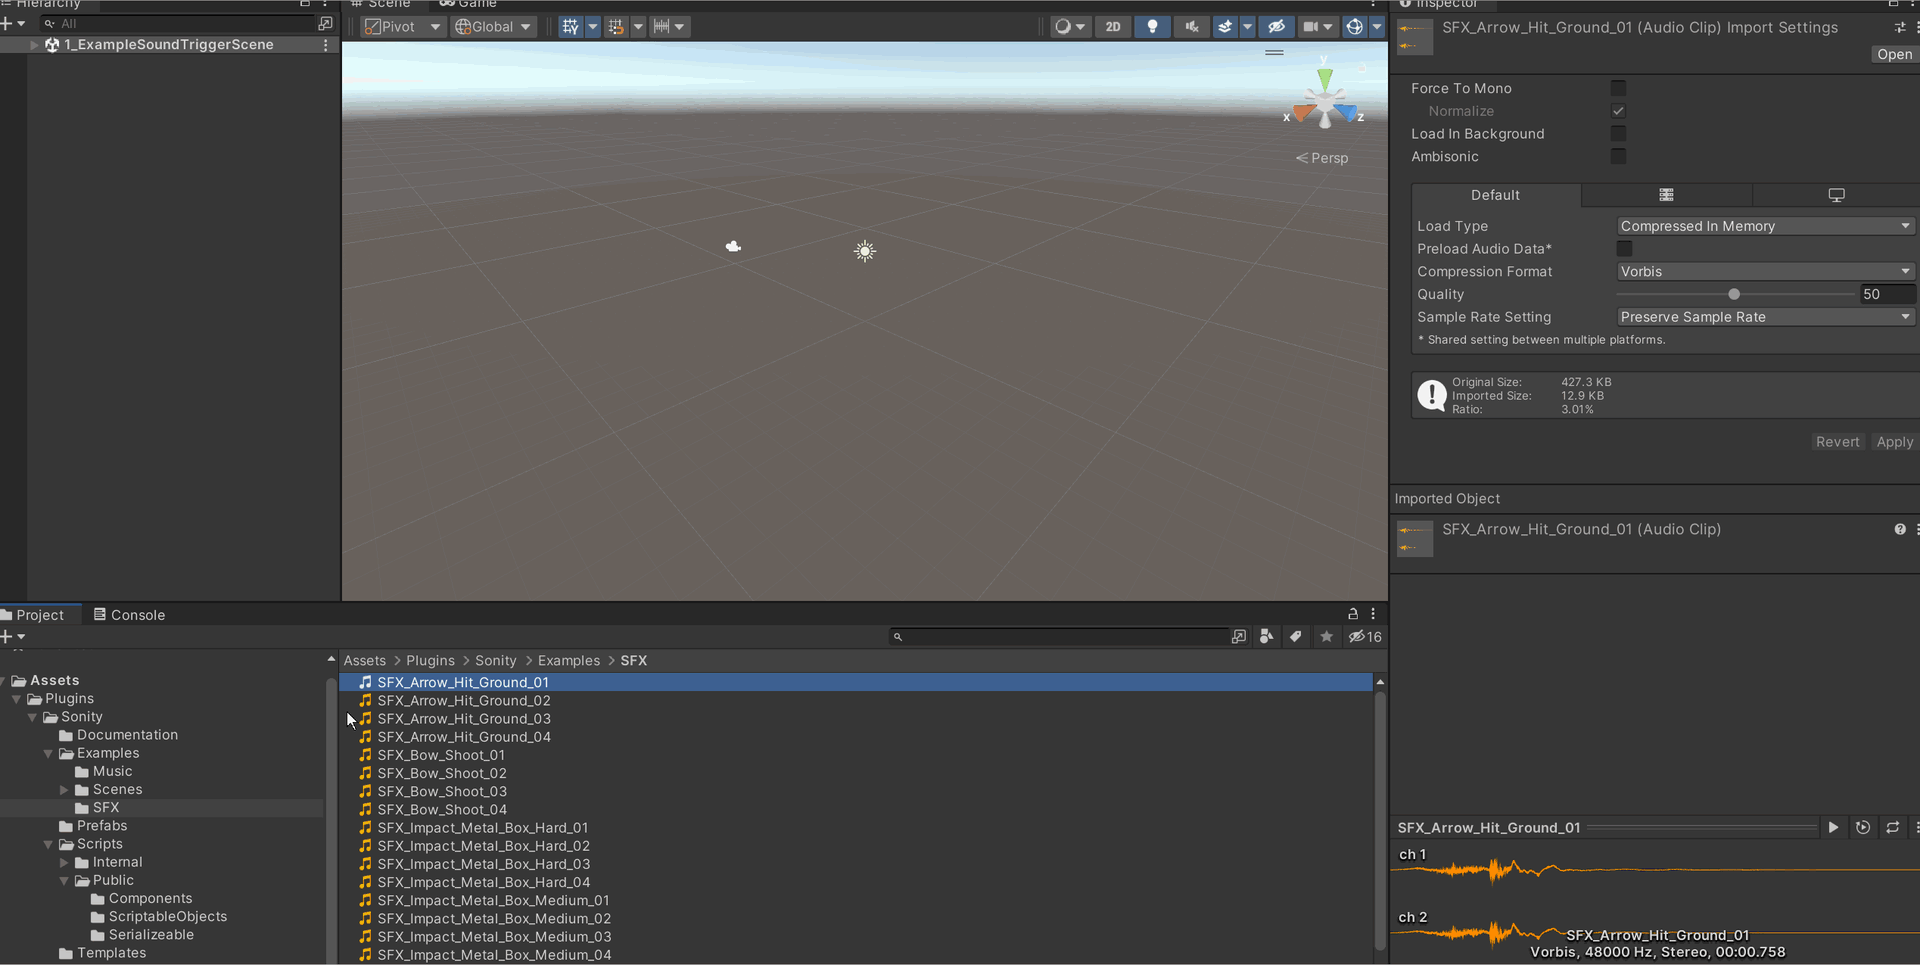 Hierarchy
All
1_ExampleSoundTriggerScene
Scene
Game
Pivot
Global
2D
y
x
z
Persp
Project
Console
16
Assets
Plugins
Sonity
Documentation
Examples
Music
Scenes
SFX
Prefabs
Scripts
Internal
Public
Components
ScriptableObjects
Serializeable
Templates
Assets > Plugins > Sonity > Examples > SFX
SFX_Arrow_Hit_Ground_01
SFX_Arrow_Hit_Ground_02
SFX_Arrow_Hit_Ground_03
SFX_Arrow_Hit_Ground_04
SFX_Bow_Shoot_01
SFX_Bow_Shoot_02
SFX_Bow_Shoot_03
SFX_Bow_Shoot_04
SFX_Impact_Metal_Box_Hard_01
SFX_Impact_Metal_Box_Hard_02
SFX_Impact_Metal_Box_Hard_03
SFX_Impact_Metal_Box_Hard_04
SFX_Impact_Metal_Box_Medium_01
SFX_Impact_Metal_Box_Medium_02
SFX_Impact_Metal_Box_Medium_03
SFX_Impact_Metal_Box_Medium_04
Inspector
SFX_Arrow_Hit_Ground_01 (Audio Clip) Import Settings
Open
Force To Mono
Normalize
Load In Background
Ambisonic
Default
Load Type Compressed In Memory
Preload Audio Data*
Compression Format Vorbis
Quality 50
Sample Rate Setting Preserve Sample Rate
* Shared setting between multiple platforms.
Original Size: 427.3 KB
Imported Size: 12.9 KB
Ratio: 3.01%
Revert Apply
Imported Object
SFX_Arrow_Hit_Ground_01 (Audio Clip)
SFX_Arrow_Hit_Ground_01
ch 1
ch 2
SFX_Arrow_Hit_Ground_01
Vorbis, 48000 Hz, Stereo, 00:00.758